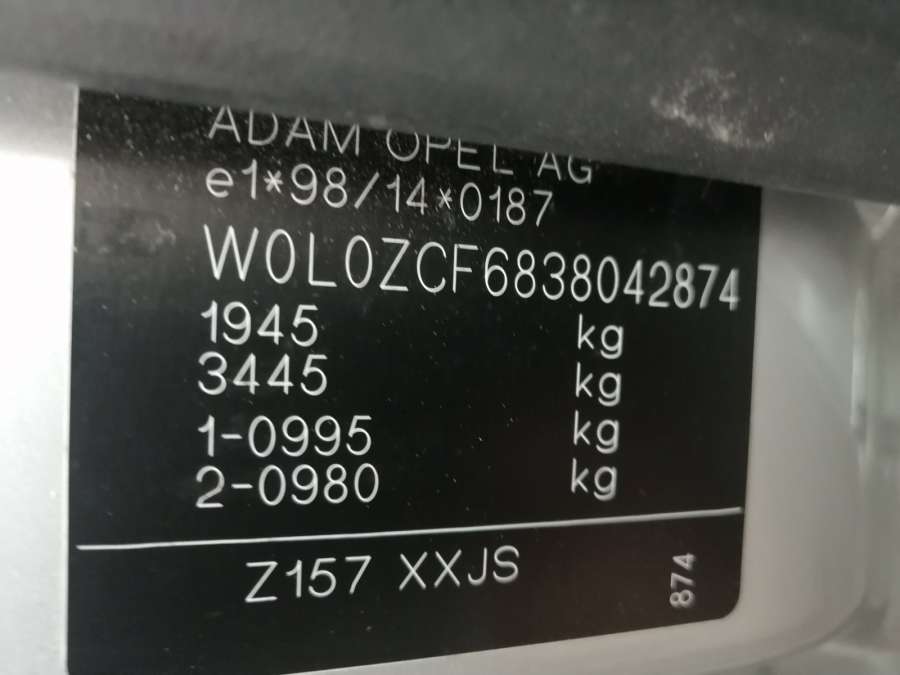 ADAM OPEL AG
e1*98/14*0187
W0L0ZCF6838042874
1945 kg
3445 kg
1-0995 kg
2-0980 kg
Z157 XXJS
874